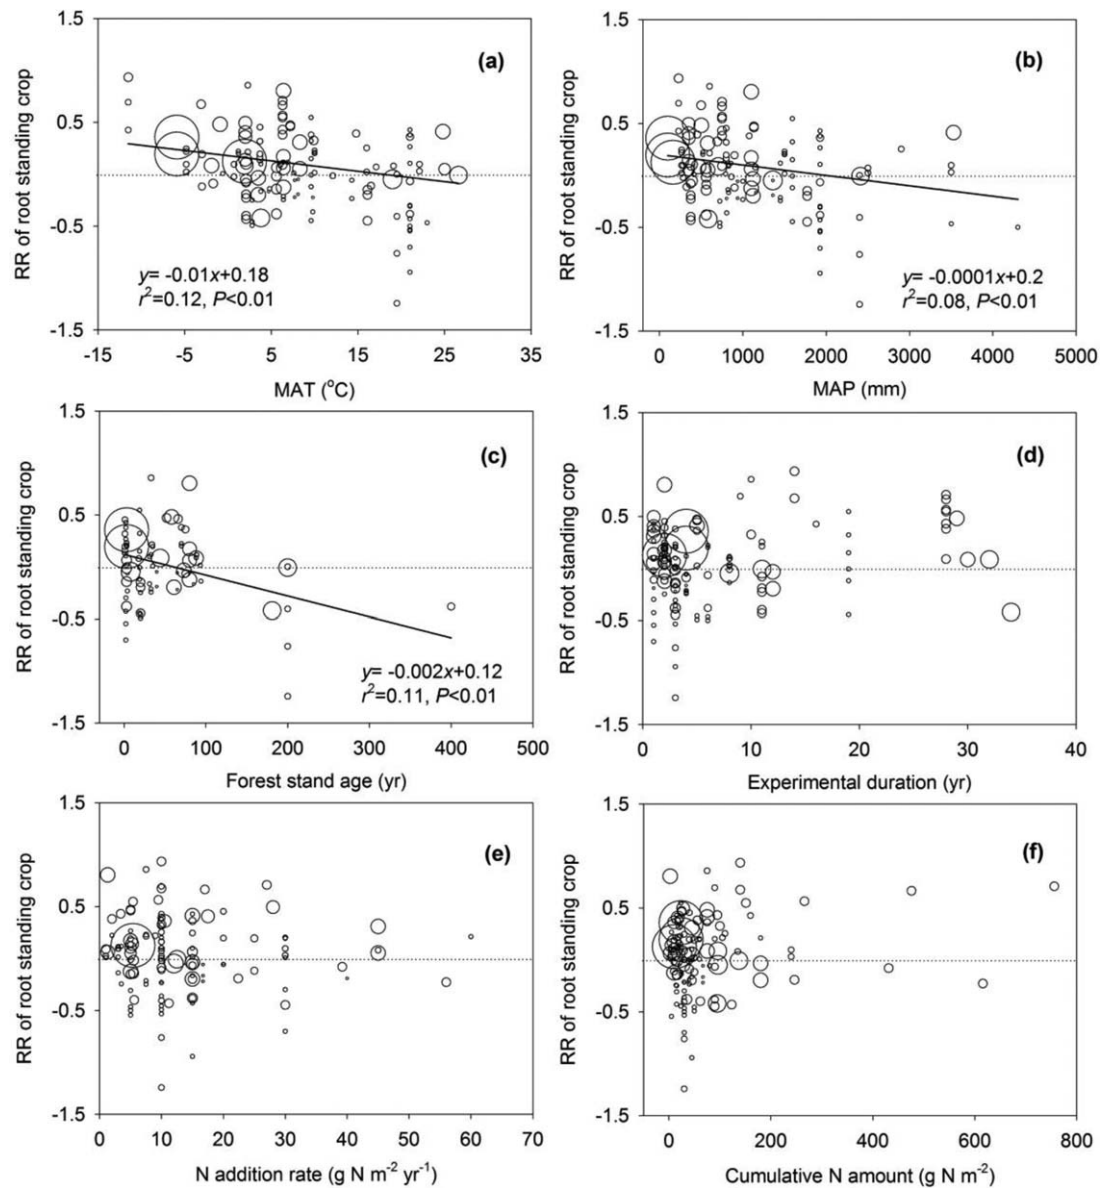 1.5
0.5
-0.5
-1.5
RR of root standing crop
(a)
y= -0.01x+0.18
r²=0.12, P<0.01
-15 -5 5 15 25 35
MAT (°C)
1.5
0.5
-0.5
-1.5
RR of root standing crop
(b)
y= -0.0001x+0.2
r²=0.08, P<0.01
0 1000 2000 3000 4000 5000
MAP (mm)
1.5
0.5
-0.5
-1.5
RR of root standing crop
(c)
y= -0.002x+0.12
r²=0.11, P<0.01
0 100 200 300 400 500
Forest stand age (yr)
1.5
0.5
-0.5
-1.5
RR of root standing crop
(d)
0 10 20 30 40
Experimental duration (yr)
1.5
0.5
-0.5
-1.5
RR of root standing crop
(e)
0 10 20 30 40 50 60 70
N addition rate (g N m⁻² yr⁻¹)
1.5
0.5
-0.5
-1.5
RR of root standing crop
(f)
0 200 400 600 800
Cumulative N amount (g N m⁻²)